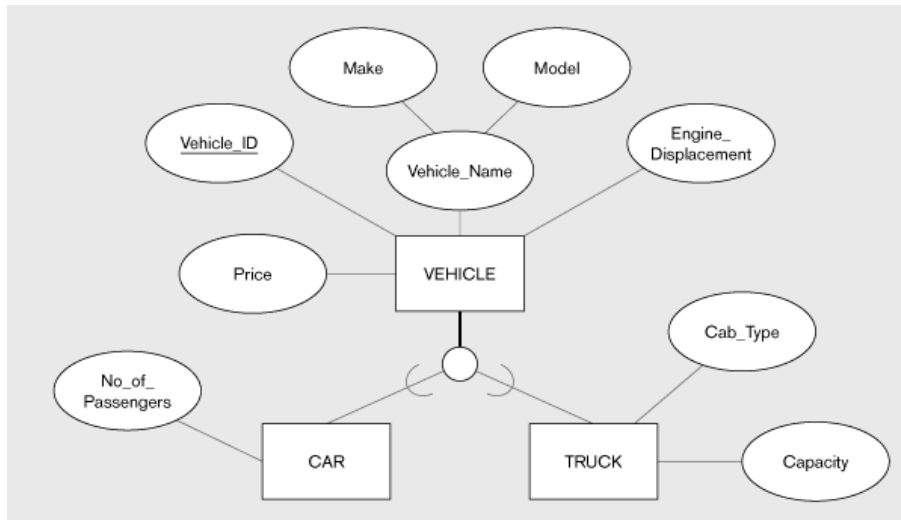 Make
Model
Vehicle_ID
Engine_
Displacement
Vehicle_Name
Price
VEHICLE
Cab_Type
No_of_
Passengers
CAR
TRUCK
Capacity